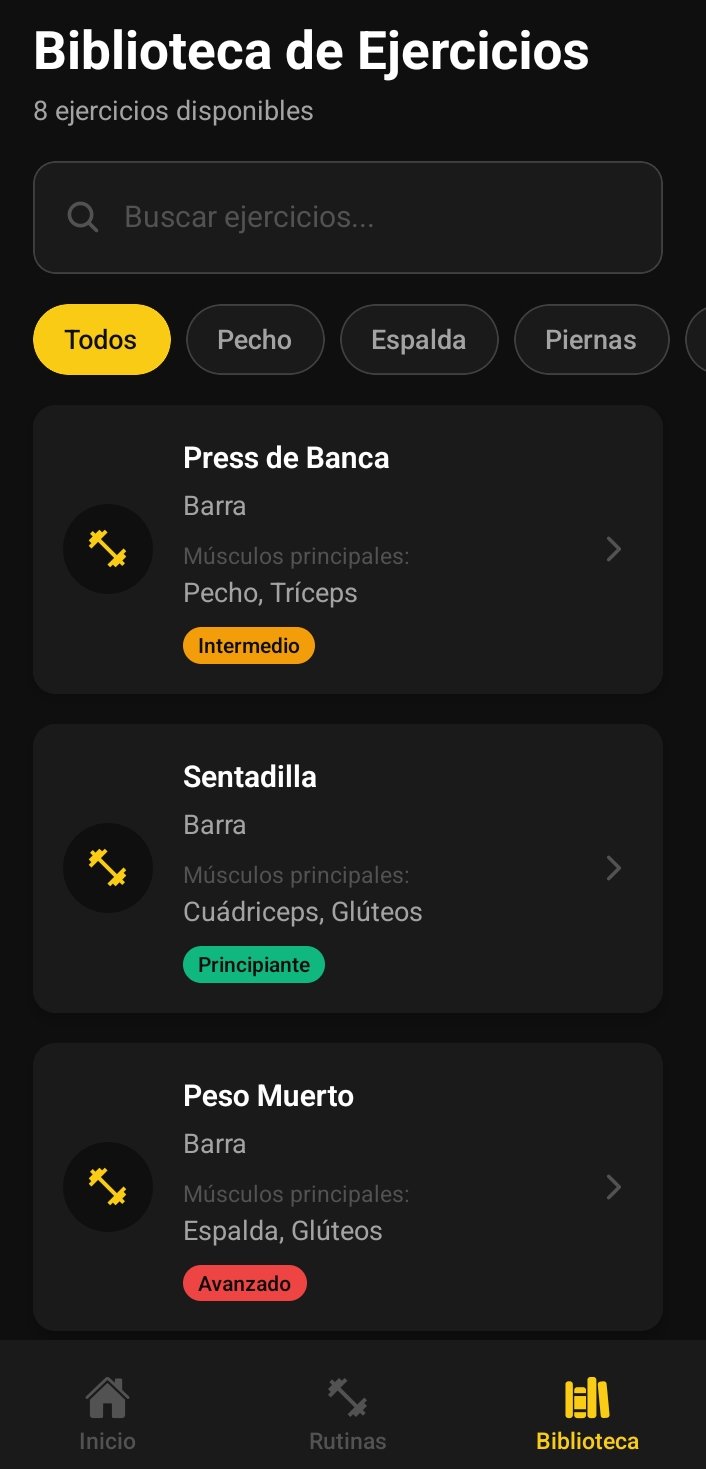 Biblioteca de Ejercicios
8 ejercicios disponibles
Buscar ejercicios...
Todos
Pecho
Espalda
Piernas
Press de Banca
Barra
Músculos principales:
Pecho, Tríceps
Intermedio
Sentadilla
Barra
Músculos principales:
Cuádriceps, Glúteos
Principiante
Peso Muerto
Barra
Músculos principales:
Espalda, Glúteos
Avanzado
Inicio
Rutinas
Biblioteca